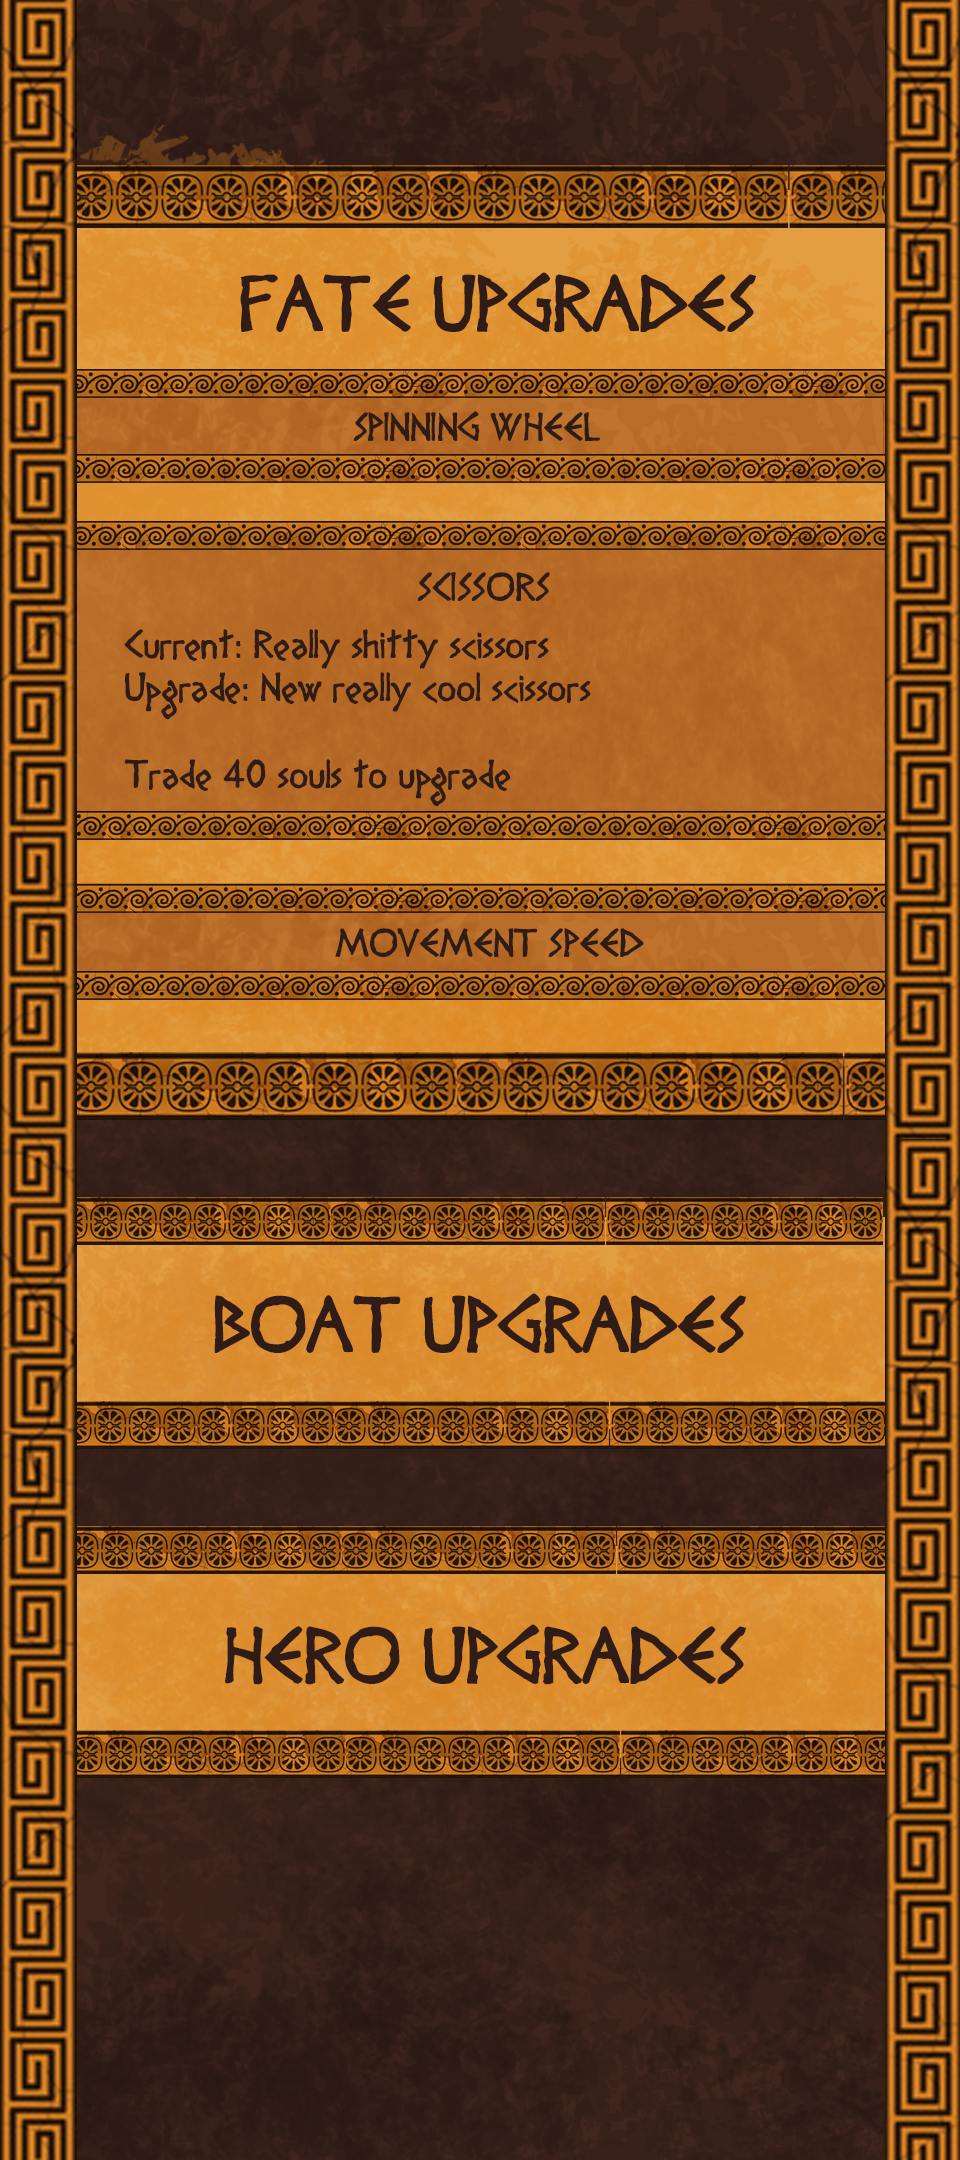 FATE UPGRADES
SPINNING WHEEL
SCISSORS
Current: Really shitty scissors
Upgrade: New really cool scissors
Trade 40 souls to upgrade
MOVEMENT SPEED
BOAT UPGRADES
HERO UPGRADES